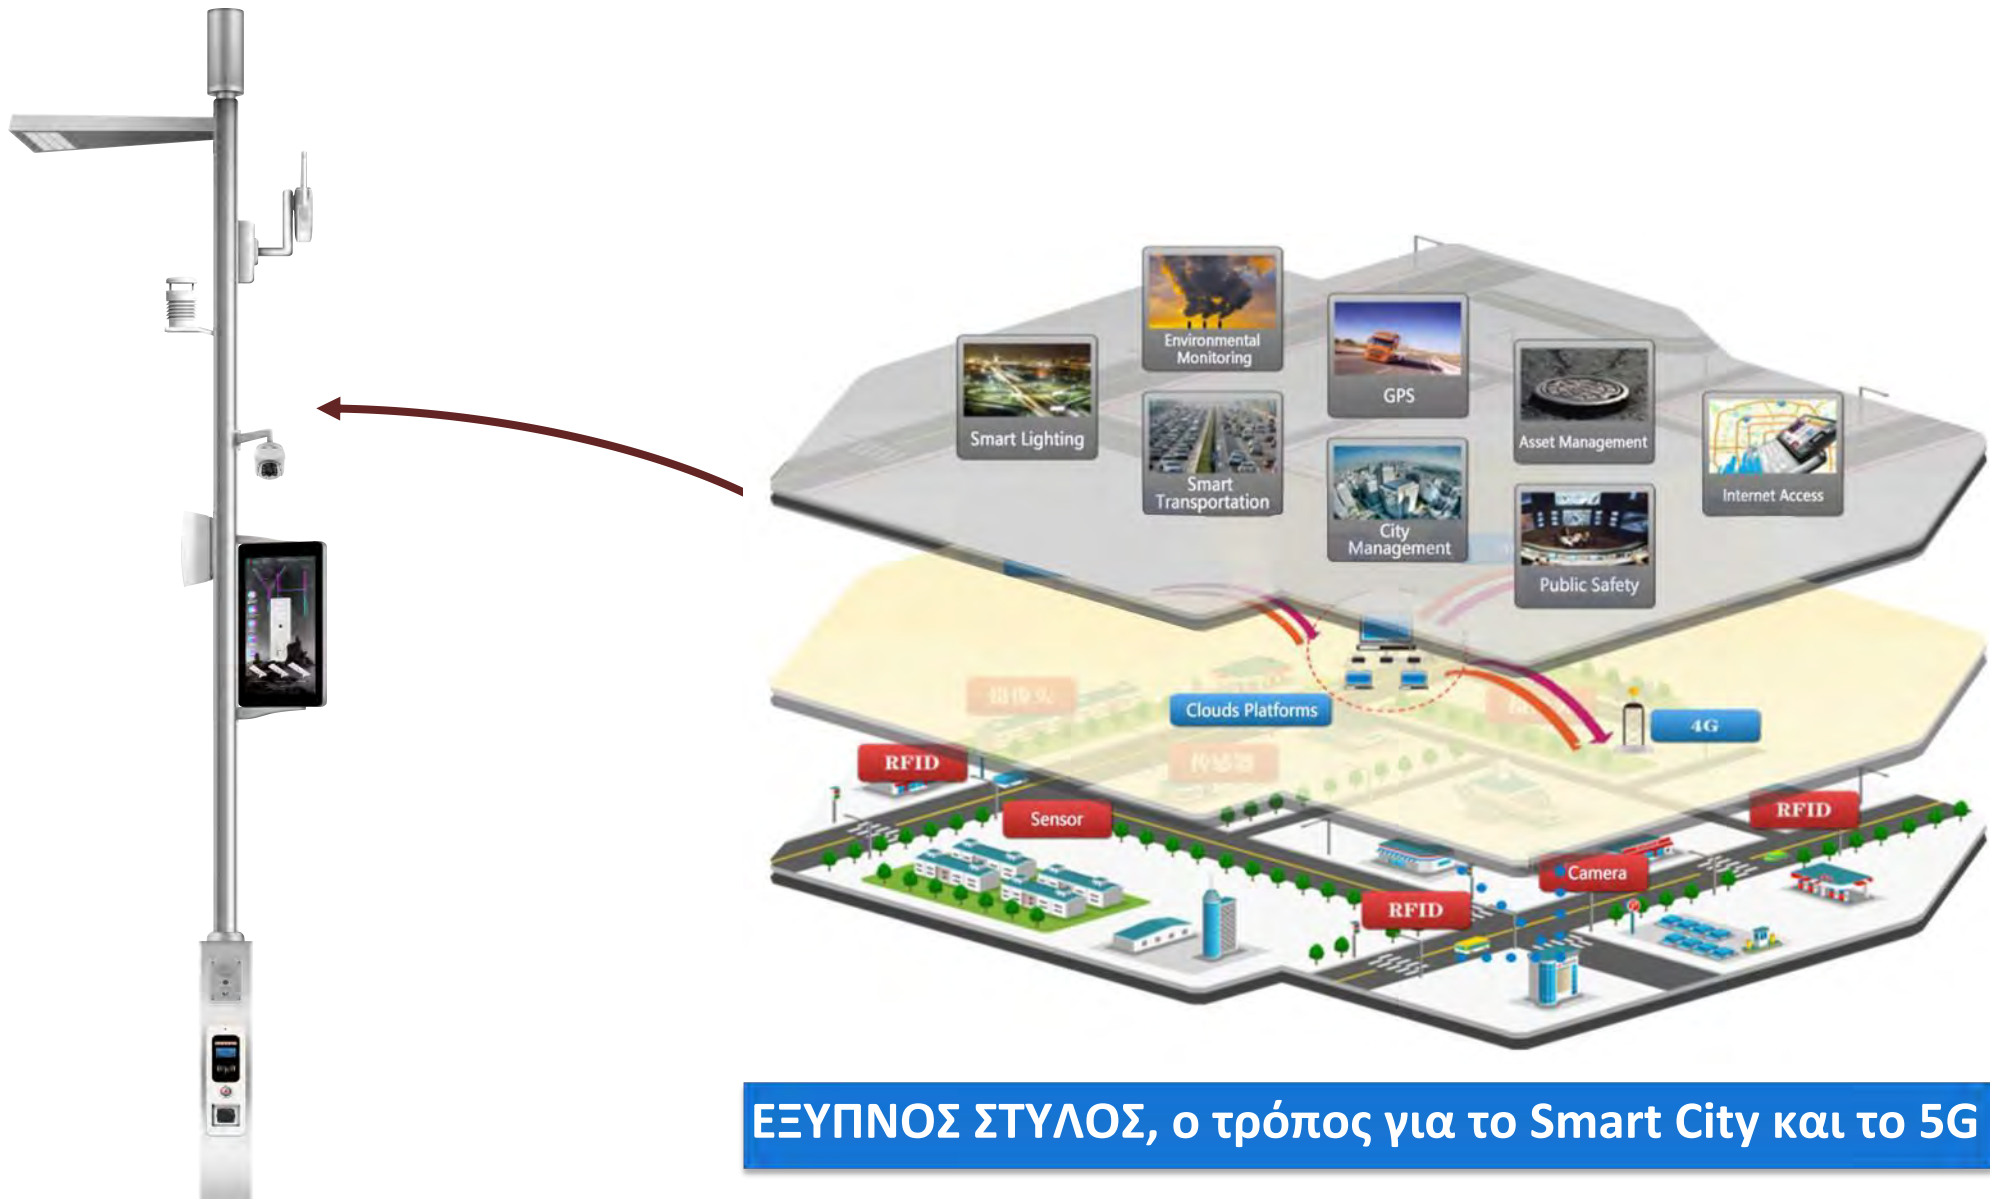 Environmental
Monitoring
GPS
Smart Lighting
Asset Management
Smart
Transportation
Internet Access
City
Management
Public Safety
Clouds Platforms
4G
RFID
Sensor
RFID
Camera
RFID
ΕΞΥΠΝΟΣ ΣΤΥΛΟΣ, ο τρόπος για το Smart City και το 5G